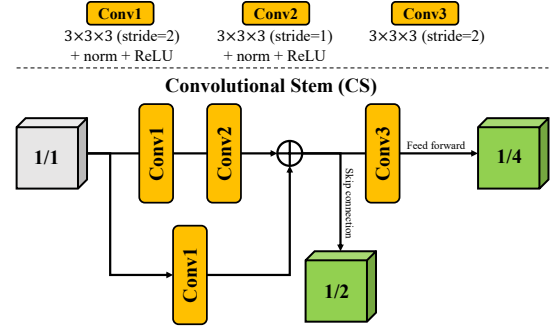 Conv1 Conv2 Conv3
3×3×3 (stride=2) 3×3×3 (stride=1) 3×3×3 (stride=2)
+ norm + ReLU + norm + ReLU
Convolutional Stem (CS)
1/1
Conv1
Conv2
Conv3
Feed forward
1/4
Skip connection
Conv1
1/2